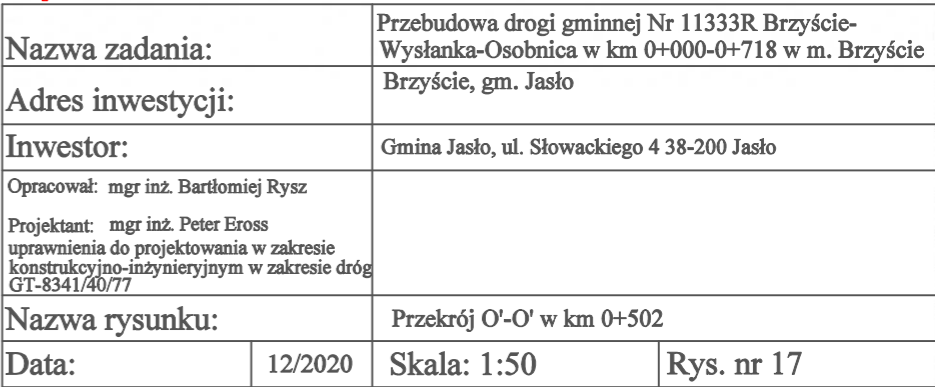 Nazwa zadania:
Przebudowa drogi gminnej Nr 11333R Brzyście-
Wysłanka-Osobnica w km 0+000-0+718 w m. Brzyście
Adres inwestycji:
Brzyście, gm. Jasło
Inwestor:
Gmina Jasło, ul. Słowackiego 4 38-200 Jasło
Opracował: mgr inż. Bartłomiej Rysz
Projektant: mgr inż. Peter Eross
uprawnienia do projektowania w zakresie
konstrukcyjno-inżynieryjnym w zakresie dróg
GT-8341/40/77
Nazwa rysunku:
Przekrój O'-O' w km 0+502
Data:
12/2020
Skala: 1:50
Rys. nr 17